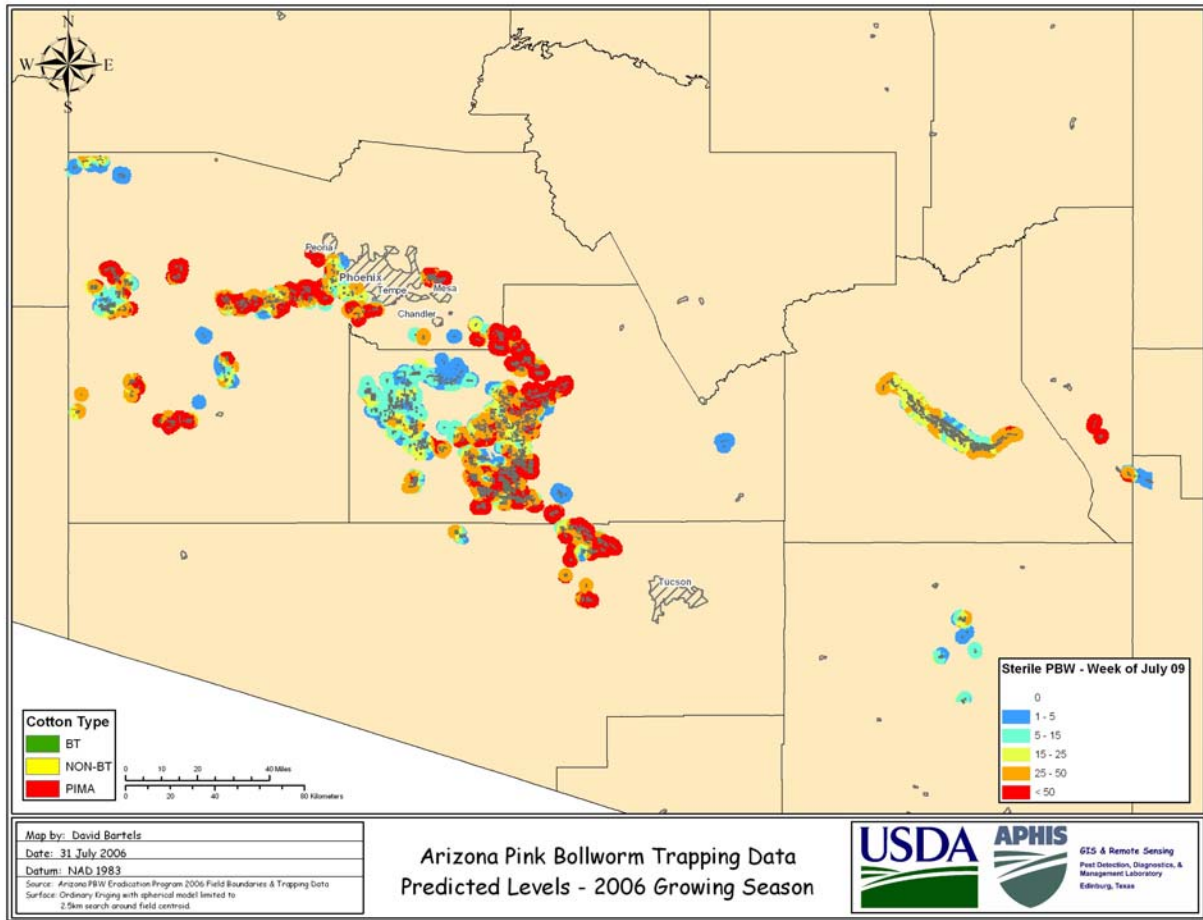 N
W E
S
Peoria
Phoenix
Tempe
Mesa
Chandler
Tucson
Sterile PBW - Week of July 09
0
1 - 5
5 - 15
15 - 25
25 - 50
< 50
Cotton Type
BT
NON-BT
PIMA
0 10 20 40 Miles
0 20 40 80 Kilometers
Map by: David Bartels
Date: 31 July 2006
Datum: NAD 1983
Source: Arizona PBW Eradication Program 2006 Field Boundaries & Trapping Data
Surface: Ordinary Kriging with spherical model limited to
2.5km search around field centroid.
Arizona Pink Bollworm Trapping Data
Predicted Levels - 2006 Growing Season
USDA
APHIS
GIS & Remote Sensing
Pest Detection, Diagnostics, &
Management Laboratory
Edinburg, Texas